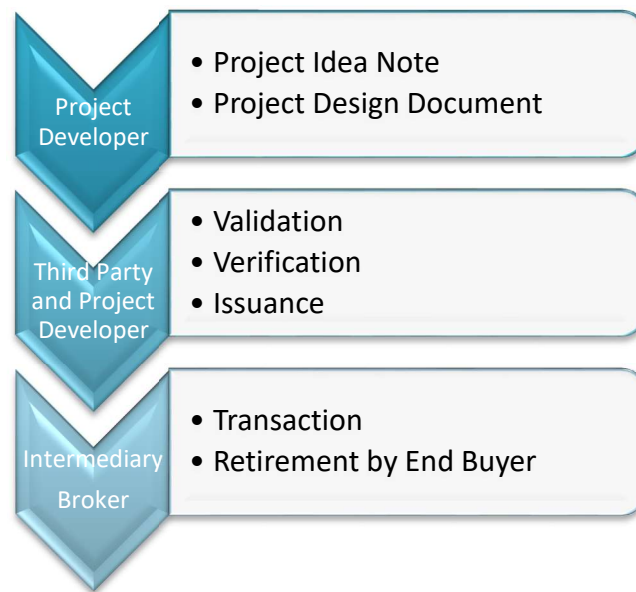 Project
Developer
• Project Idea Note
• Project Design Document
Third Party
and Project
Developer
• Validation
• Verification
• Issuance
Intermediary
Broker
• Transaction
• Retirement by End Buyer